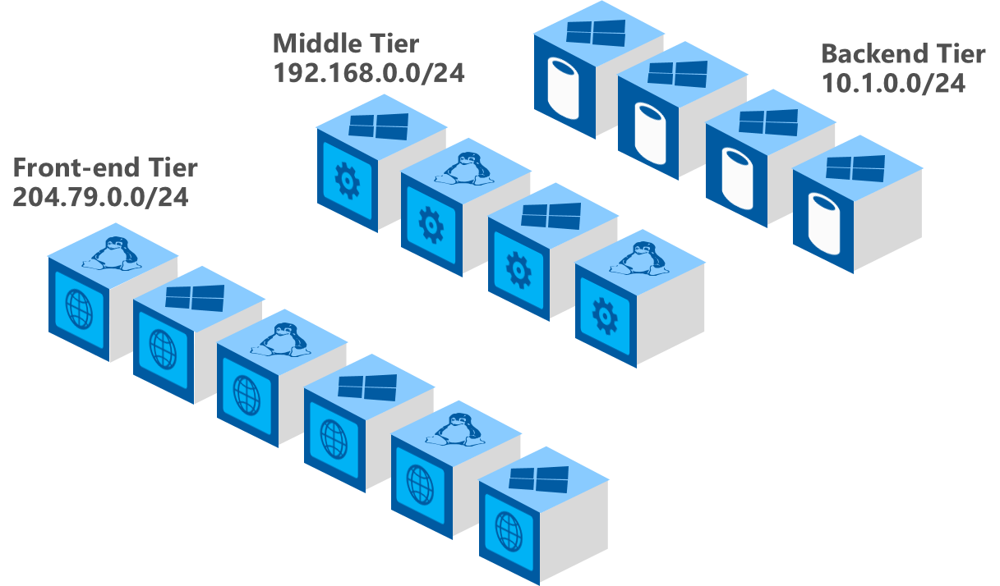 Front-end Tier
204.79.0.0/24
Middle Tier
192.168.0.0/24
Backend Tier
10.1.0.0/24